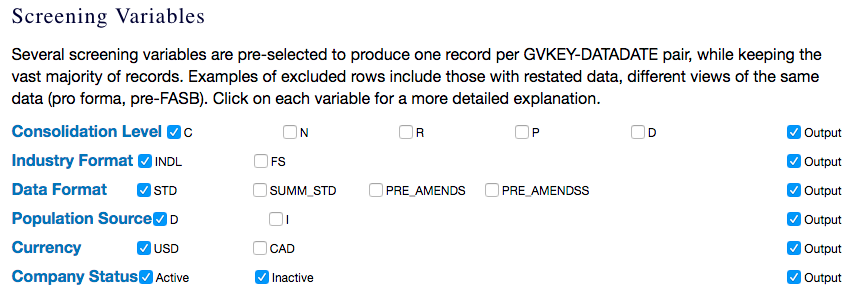 Screening Variables
Several screening variables are pre-selected to produce one record per GVKEY-DATADATE pair, while keeping the
vast majority of records. Examples of excluded rows include those with restated data, different views of the same
data (pro forma, pre-FASB). Click on each variable for a more detailed explanation.
Consolidation Level C N R P D Output
Industry Format INDL FS Output
Data Format STD SUMM_STD PRE_AMENDS PRE_AMENDSS Output
Population Source D I Output
Currency USD CAD Output
Company Status Active Inactive Output